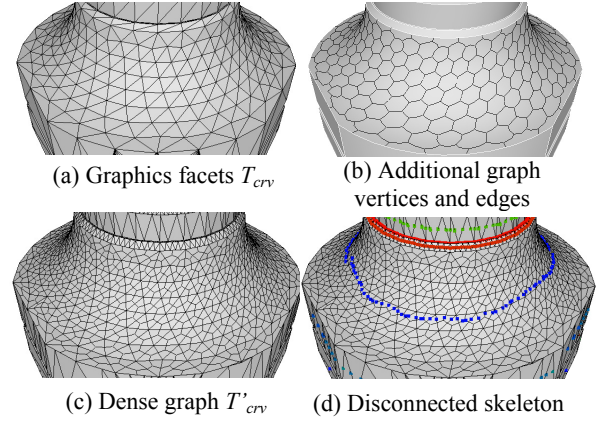 (a) Graphics facets T_crv
(b) Additional graph
vertices and edges
(c) Dense graph T'_crv
(d) Disconnected skeleton